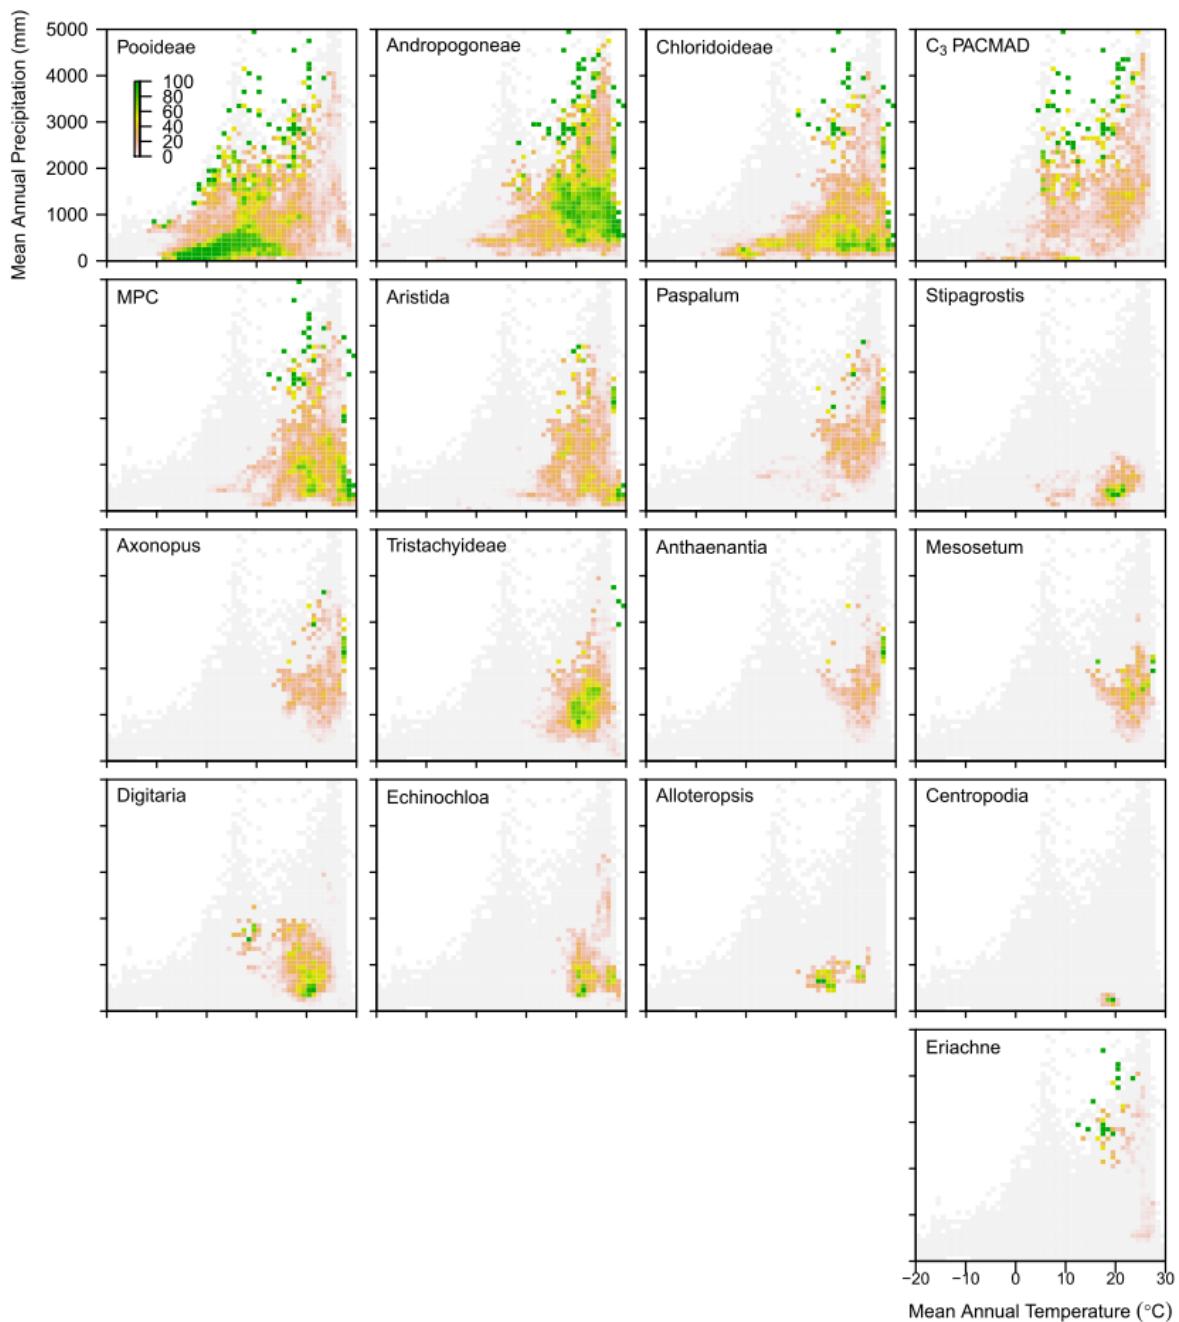 Mean Annual Precipitation (mm)
5000
4000
3000
2000
1000
0
Pooideae
100
80
60
40
20
0
Andropogoneae
Chloridoideae
C₃ PACMAD
MPC
Aristida
Paspalum
Stipagrostis
Axonopus
Tristachyideae
Anthaenantia
Mesosetum
Digitaria
Echinochloa
Alloteropsis
Centropodia
Eriachne
−20 −10 0 10 20 30
Mean Annual Temperature (°C)